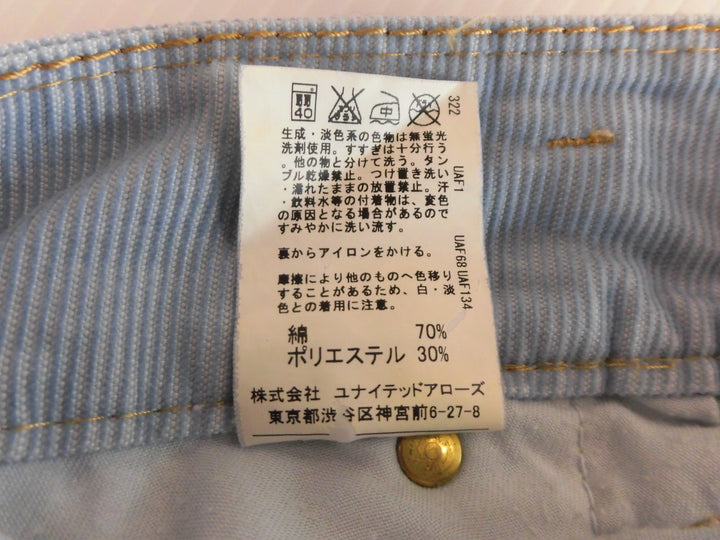 40
生成・淡色系の色物は無蛍光
洗剤使用。すすぎは十分行う
。他の物と分けて洗う。タン
ブル乾燥禁止。つけ置き洗い
・濡れたままの放置禁止。汗
・飲料水等の付着物は、変色
の原因となる場合があるので
すみやかに洗い流す。
裏からアイロンをかける。
摩擦により他のものへ色移り
することがあるため、白・淡
色との着用に注意。
綿 70%
ポリエステル 30%
株式会社 ユナイテッドアローズ
東京都渋谷区神宮前6-27-8
322 UAF1 UAF68 UAF134